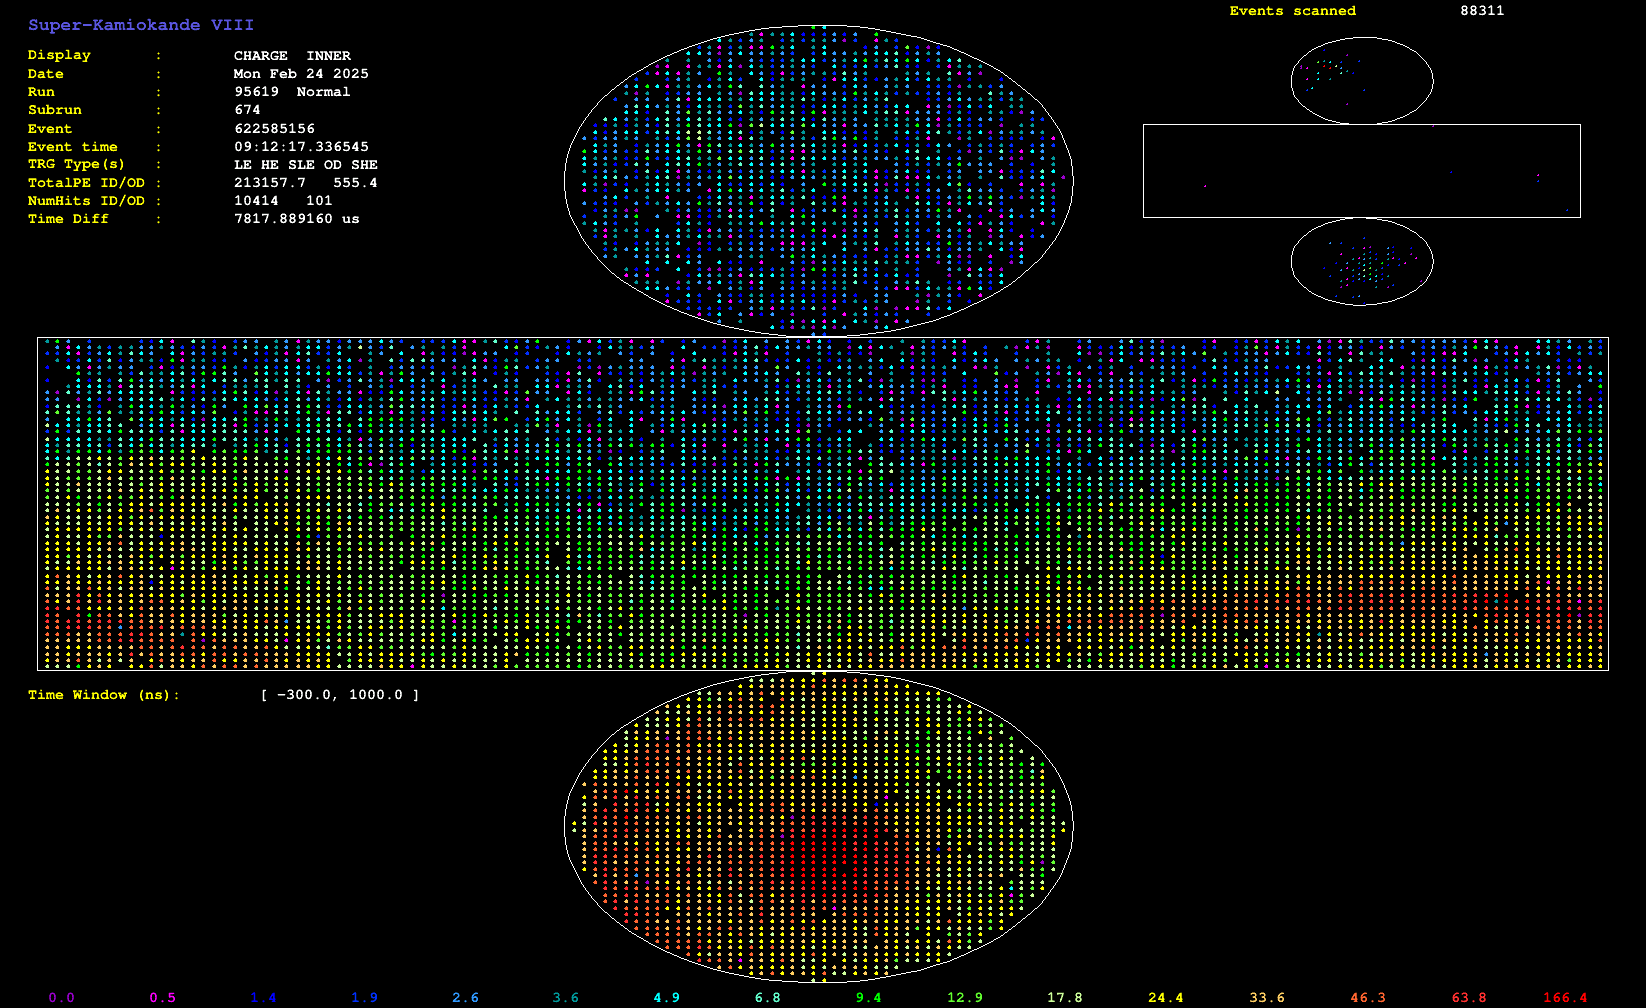 Super-Kamiokande VIII
Events scanned 88311
Display : CHARGE INNER
Date : Mon Feb 24 2025
Run : 95619 Normal
Subrun : 674
Event : 622585156
Event time : 09:12:17.336545
TRG Type(s) : LE HE SLE OD SHE
TotalPE ID/OD : 213157.7 555.4
NumHits ID/OD : 10414 101
Time Diff : 7817.889160 us
Time Window (ns): [ -300.0, 1000.0 ]
0.0 0.5 1.4 1.9 2.6 3.6 4.9 6.8 9.4 12.9 17.8 24.4 33.6 46.3 63.8 166.4